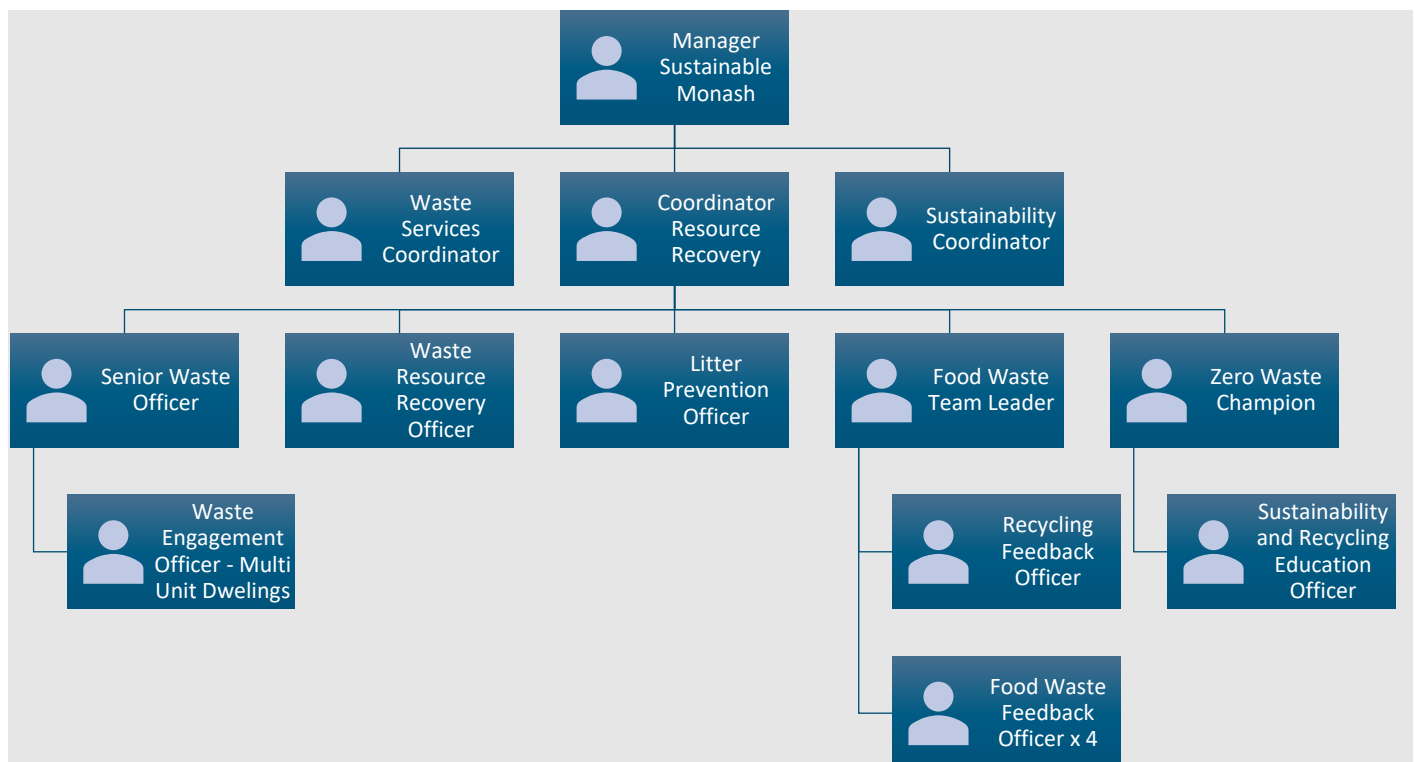 Manager
Sustainable
Monash
Waste
Services
Coordinator
Coordinator
Resource
Recovery
Sustainability
Coordinator
Senior Waste
Officer
Waste
Resource
Recovery
Officer
Litter
Prevention
Officer
Food Waste
Team Leader
Zero Waste
Champion
Waste
Engagement
Officer - Multi
Unit Dwelings
Recycling
Feedback
Officer
Sustainability
and Recycling
Education
Officer
Food Waste
Feedback
Officer x 4